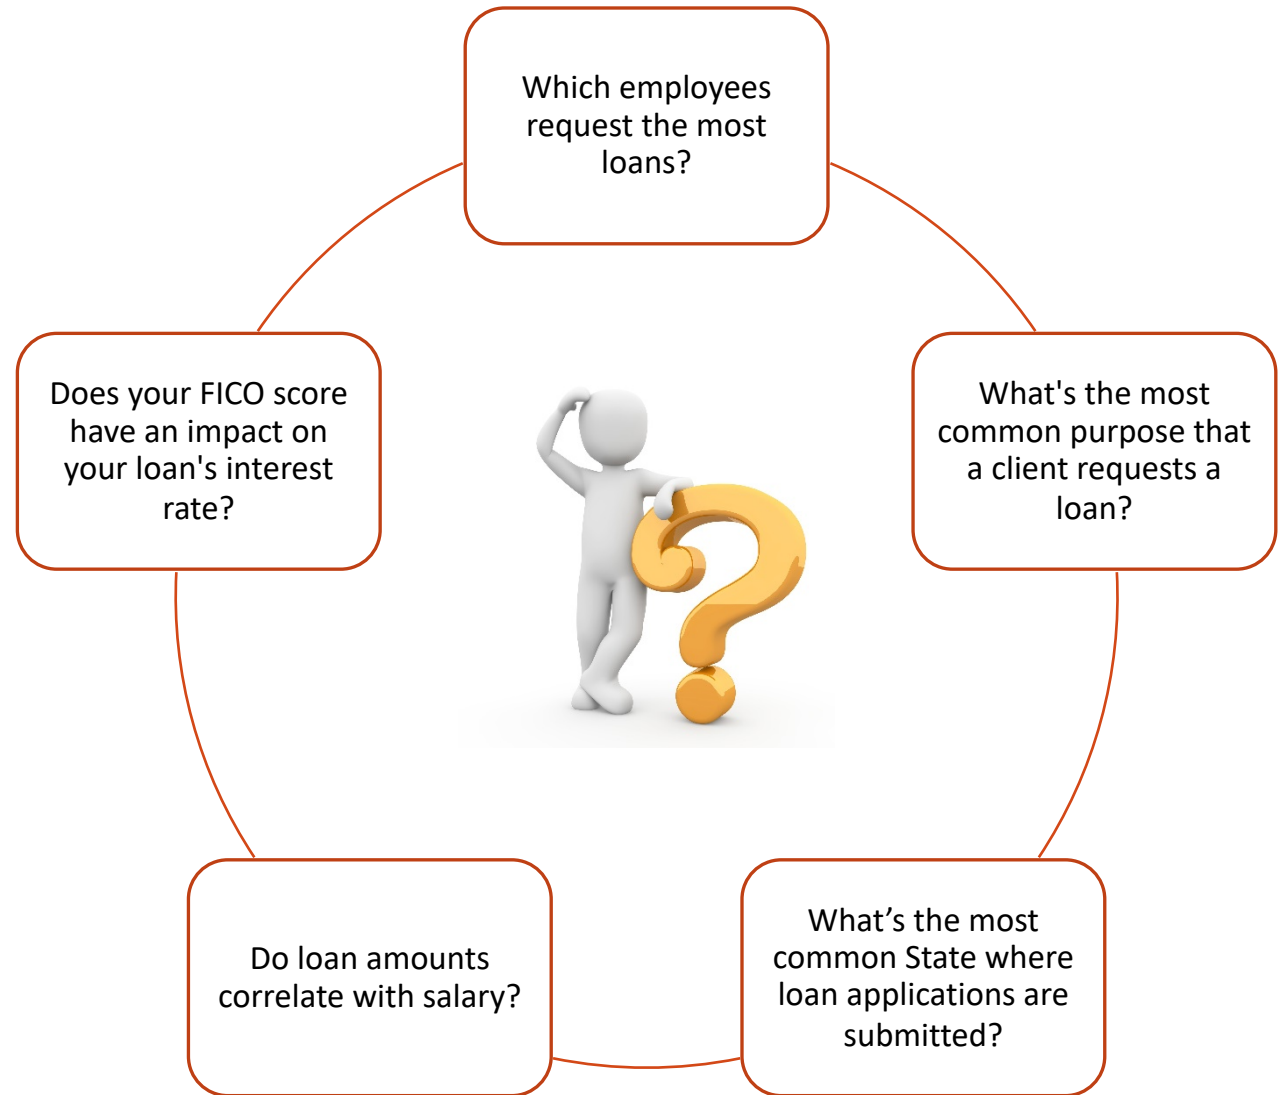 Which employees
request the most
loans?
What's the most
common purpose that
a client requests a
loan?
What’s the most
common State where
loan applications are
submitted?
Do loan amounts
correlate with salary?
Does your FICO score
have an impact on
your loan's interest
rate?